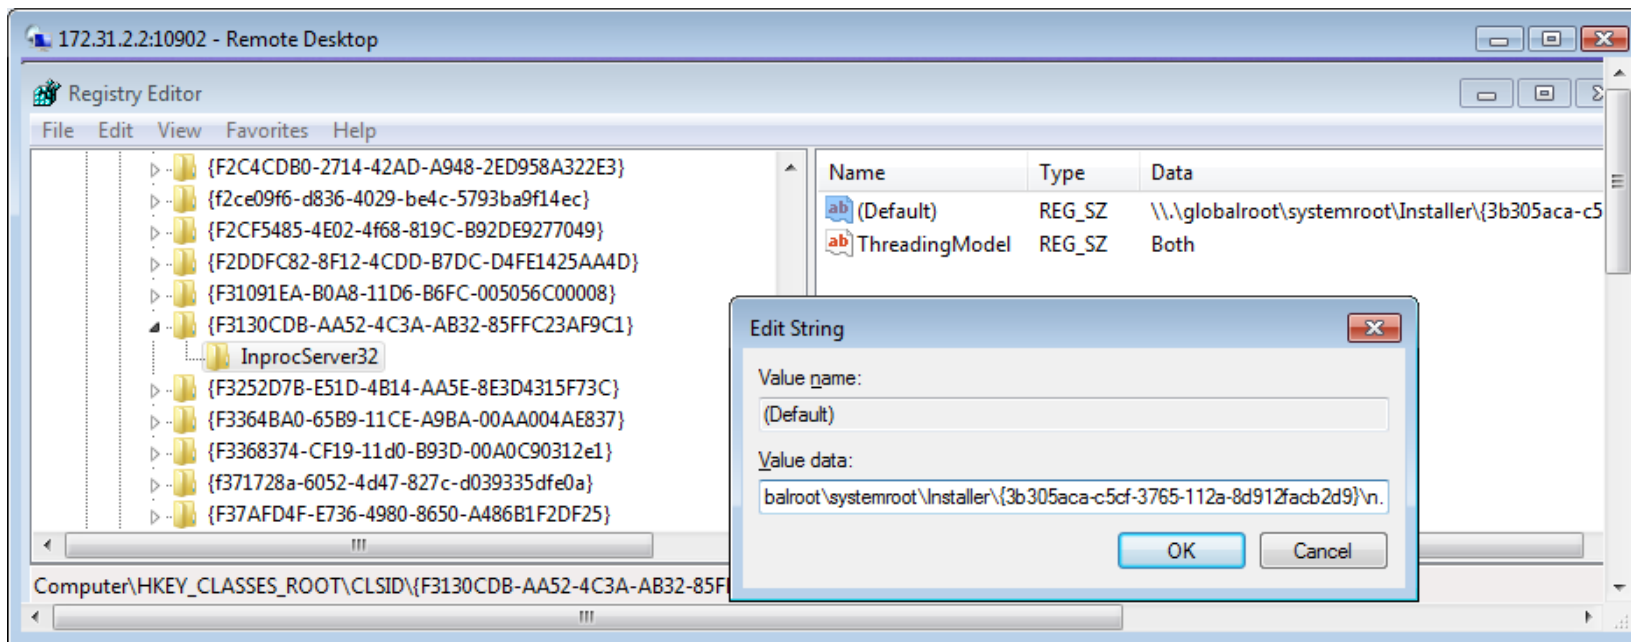 172.31.2.2:10902 - Remote Desktop
Registry Editor
File Edit View Favorites Help
{F2C4CDB0-2714-42AD-A948-2ED958A322E3}
{f2ce09f6-d836-4029-be4c-5793ba9f14ec}
{F2CF5485-4E02-4f68-819C-B92DE9277049}
{F2DDFC82-8F12-4CDD-B7DC-D4FE1425AA4D}
{F31091EA-B0A8-11D6-B6FC-005056C00008}
{F3130CDB-AA52-4C3A-AB32-85FFC23AF9C1}
InprocServer32
{F3252D7B-E51D-4B14-AA5E-8E3D4315F73C}
{F3364BA0-65B9-11CE-A9BA-00AA004AE837}
{F3368374-CF19-11d0-B93D-00A0C90312e1}
{f371728a-6052-4d47-827c-d039335dfe0a}
{F37AFD4F-E736-4980-8650-A486B1F2DF25}
Name Type Data
ab (Default) REG_SZ \\.\globalroot\systemroot\Installer\{3b305aca-c5
ab ThreadingModel REG_SZ Both
Edit String
Value name:
(Default)
Value data:
balroot\systemroot\Installer\{3b305aca-c5cf-3765-112a-8d912facb2d9}\n.
OK Cancel
Computer\HKEY_CLASSES_ROOT\CLSID\{F3130CDB-AA52-4C3A-AB32-85F